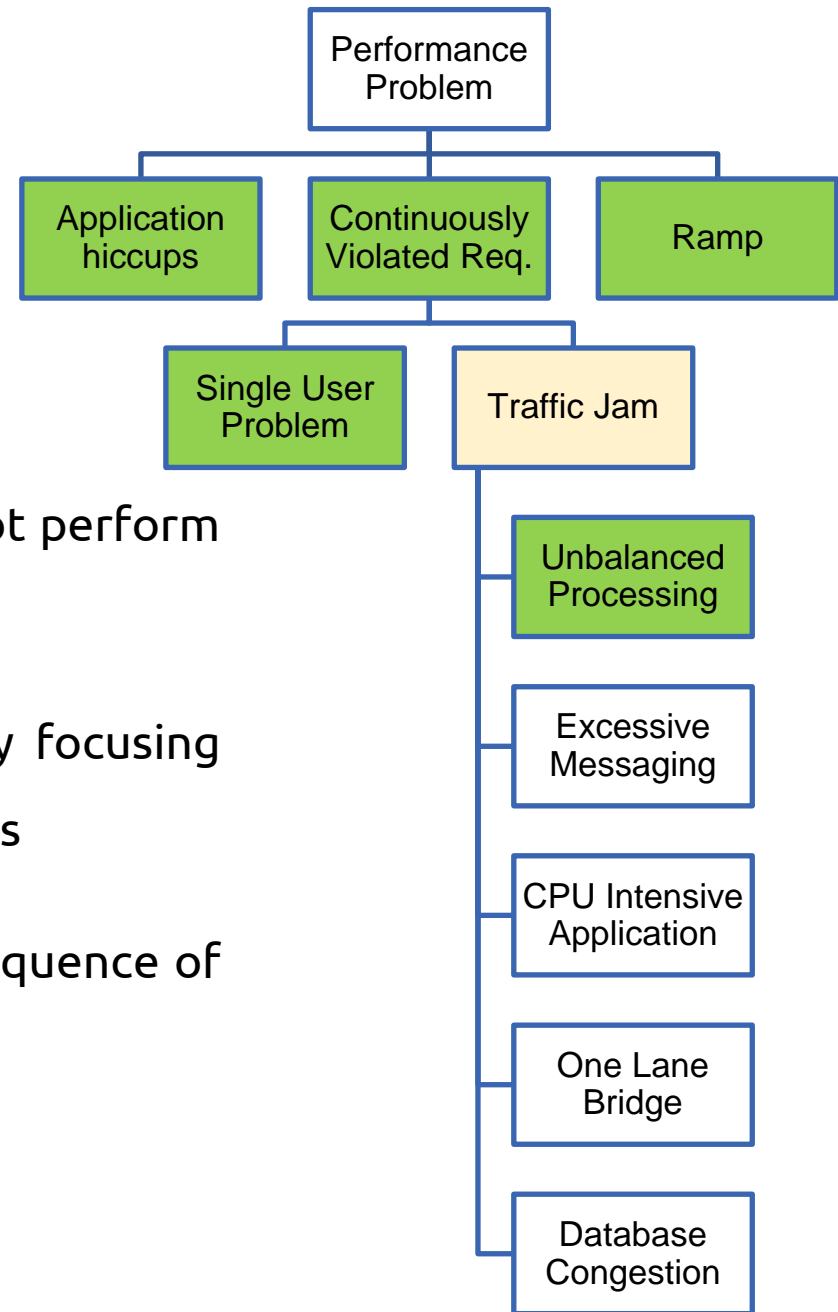 Performance
Problem
Application
hiccups
Continuously
Violated Req.
Ramp
Single User
Problem
Traffic Jam
ot perform
Unbalanced
Processing
y focusing
Excessive
Messaging
s
CPU Intensive
Application
quence of
One Lane
Bridge
Database
Congestion